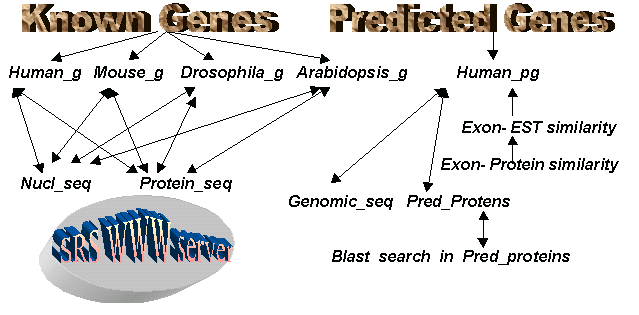 Known Genes Predicted Genes
Human_g Mouse_g Drosophila_g Arabidopsis_g Human_pg
Exon- EST similarity
Exon- Protein similarity
Nucl_seq Protein_seq
Genomic_seq Pred_Protens
SRS WWW server
Blast search in Pred_proteins